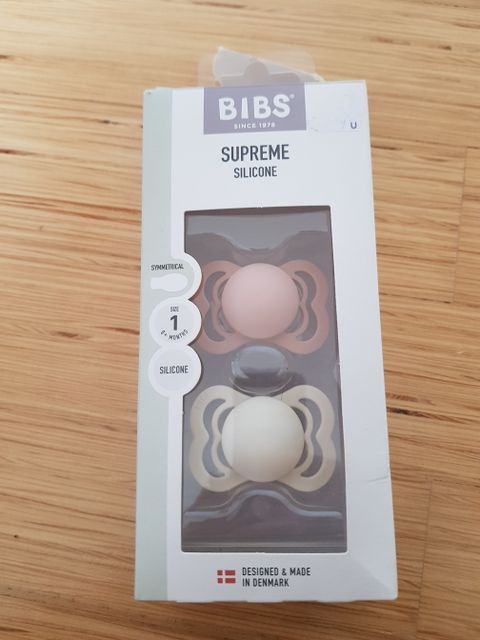 BIBS®
SINCE 1978
U
SUPREME
SILICONE
SYMMETRICAL
SIZE
1
0+ MONTHS
SILICONE
DESIGNED & MADE
IN DENMARK